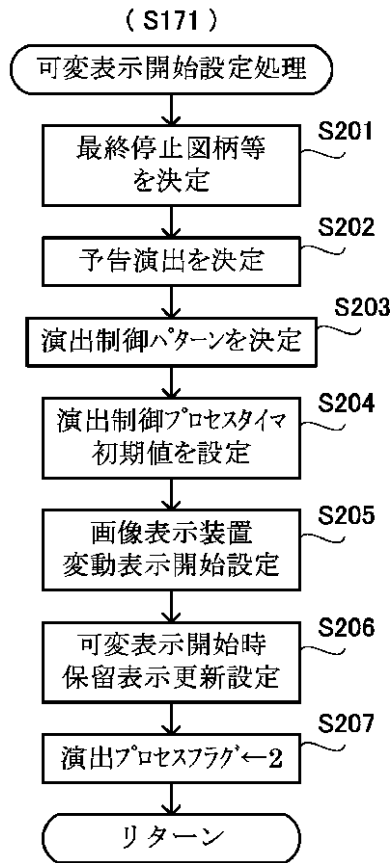 (S171)
可変表示開始設定処理
S201
最終停止図柄等
を決定
S202
予告演出を決定
S203
演出制御パターンを決定
S204
演出制御プロセスタイマ
初期値を設定
S205
画像表示装置
変動表示開始設定
S206
可変表示開始時
保留表示更新設定
S207
演出プロセスフラグ←2
リターン